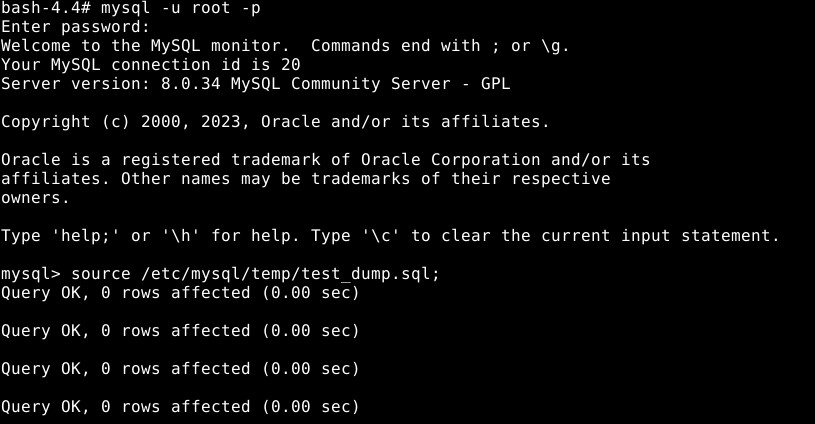 bash-4.4# mysql -u root -p
Enter password:
Welcome to the MySQL monitor.  Commands end with ; or \g.
Your MySQL connection id is 20
Server version: 8.0.34 MySQL Community Server - GPL
Copyright (c) 2000, 2023, Oracle and/or its affiliates.
Oracle is a registered trademark of Oracle Corporation and/or its
affiliates. Other names may be trademarks of their respective
owners.
Type 'help;' or '\h' for help. Type '\c' to clear the current input statement.
mysql> source /etc/mysql/temp/test_dump.sql;
Query OK, 0 rows affected (0.00 sec)
Query OK, 0 rows affected (0.00 sec)
Query OK, 0 rows affected (0.00 sec)
Query OK, 0 rows affected (0.00 sec)